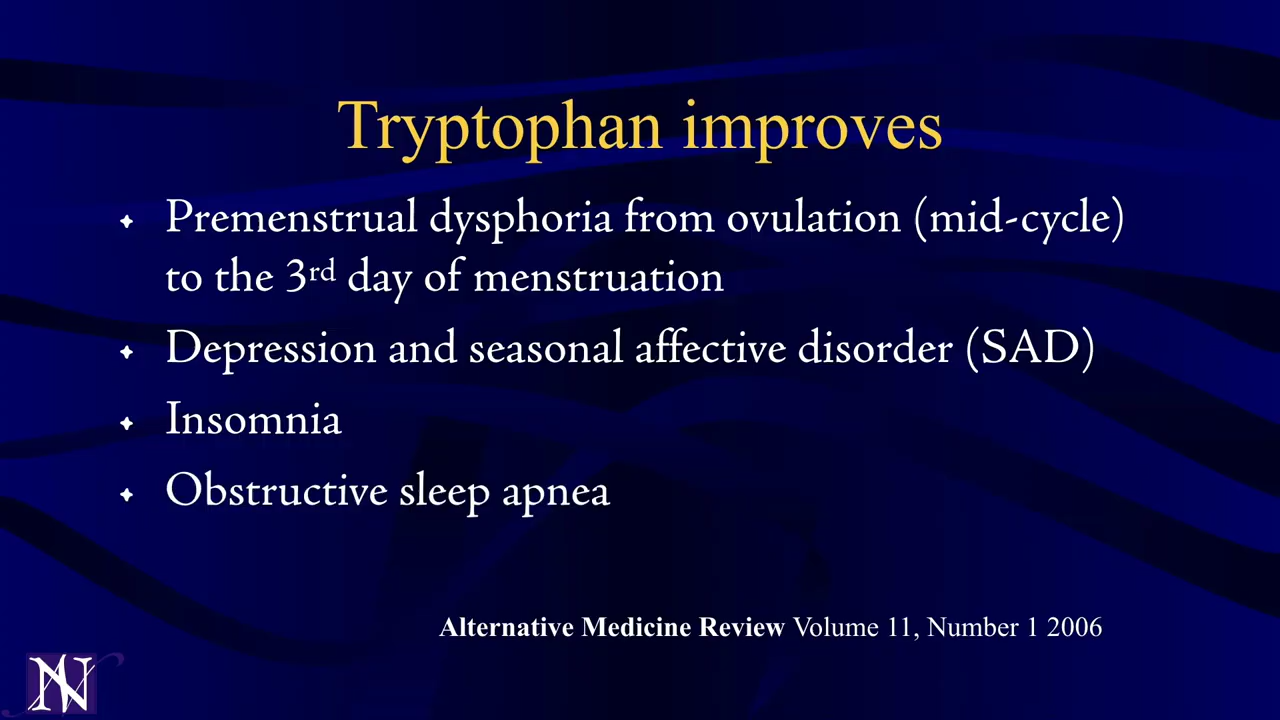 Tryptophan improves
Premenstrual dysphoria from ovulation (mid-cycle)
to the 3rd day of menstruation
Depression and seasonal affective disorder (SAD)
Insomnia
Obstructive sleep apnea
Alternative Medicine Review Volume 11, Number 1 2006
N